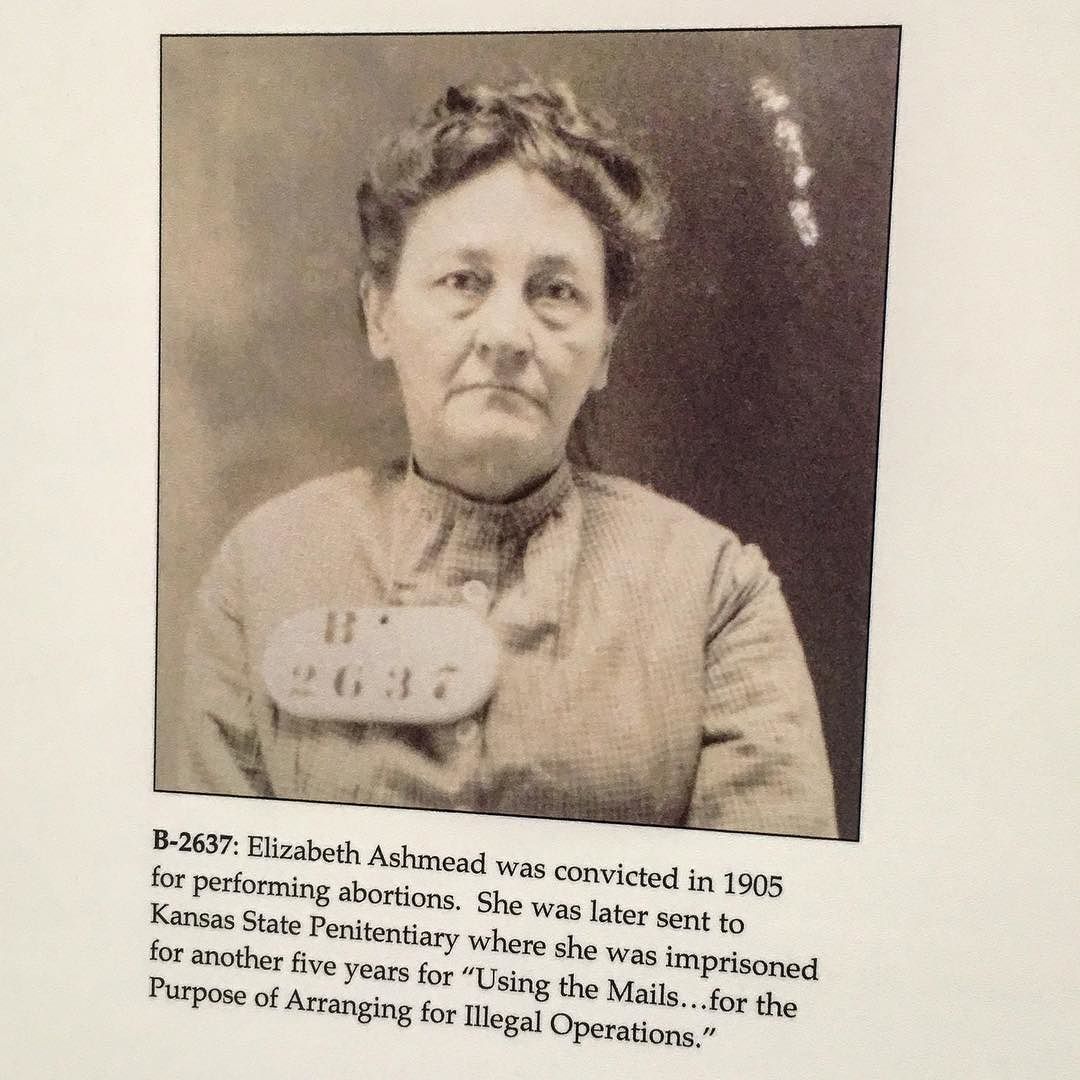 B
2637
B-2637: Elizabeth Ashmead was convicted in 1905
for performing abortions. She was later sent to
Kansas State Penitentiary where she was imprisoned
for another five years for “Using the Mails…for the
Purpose of Arranging for Illegal Operations.”